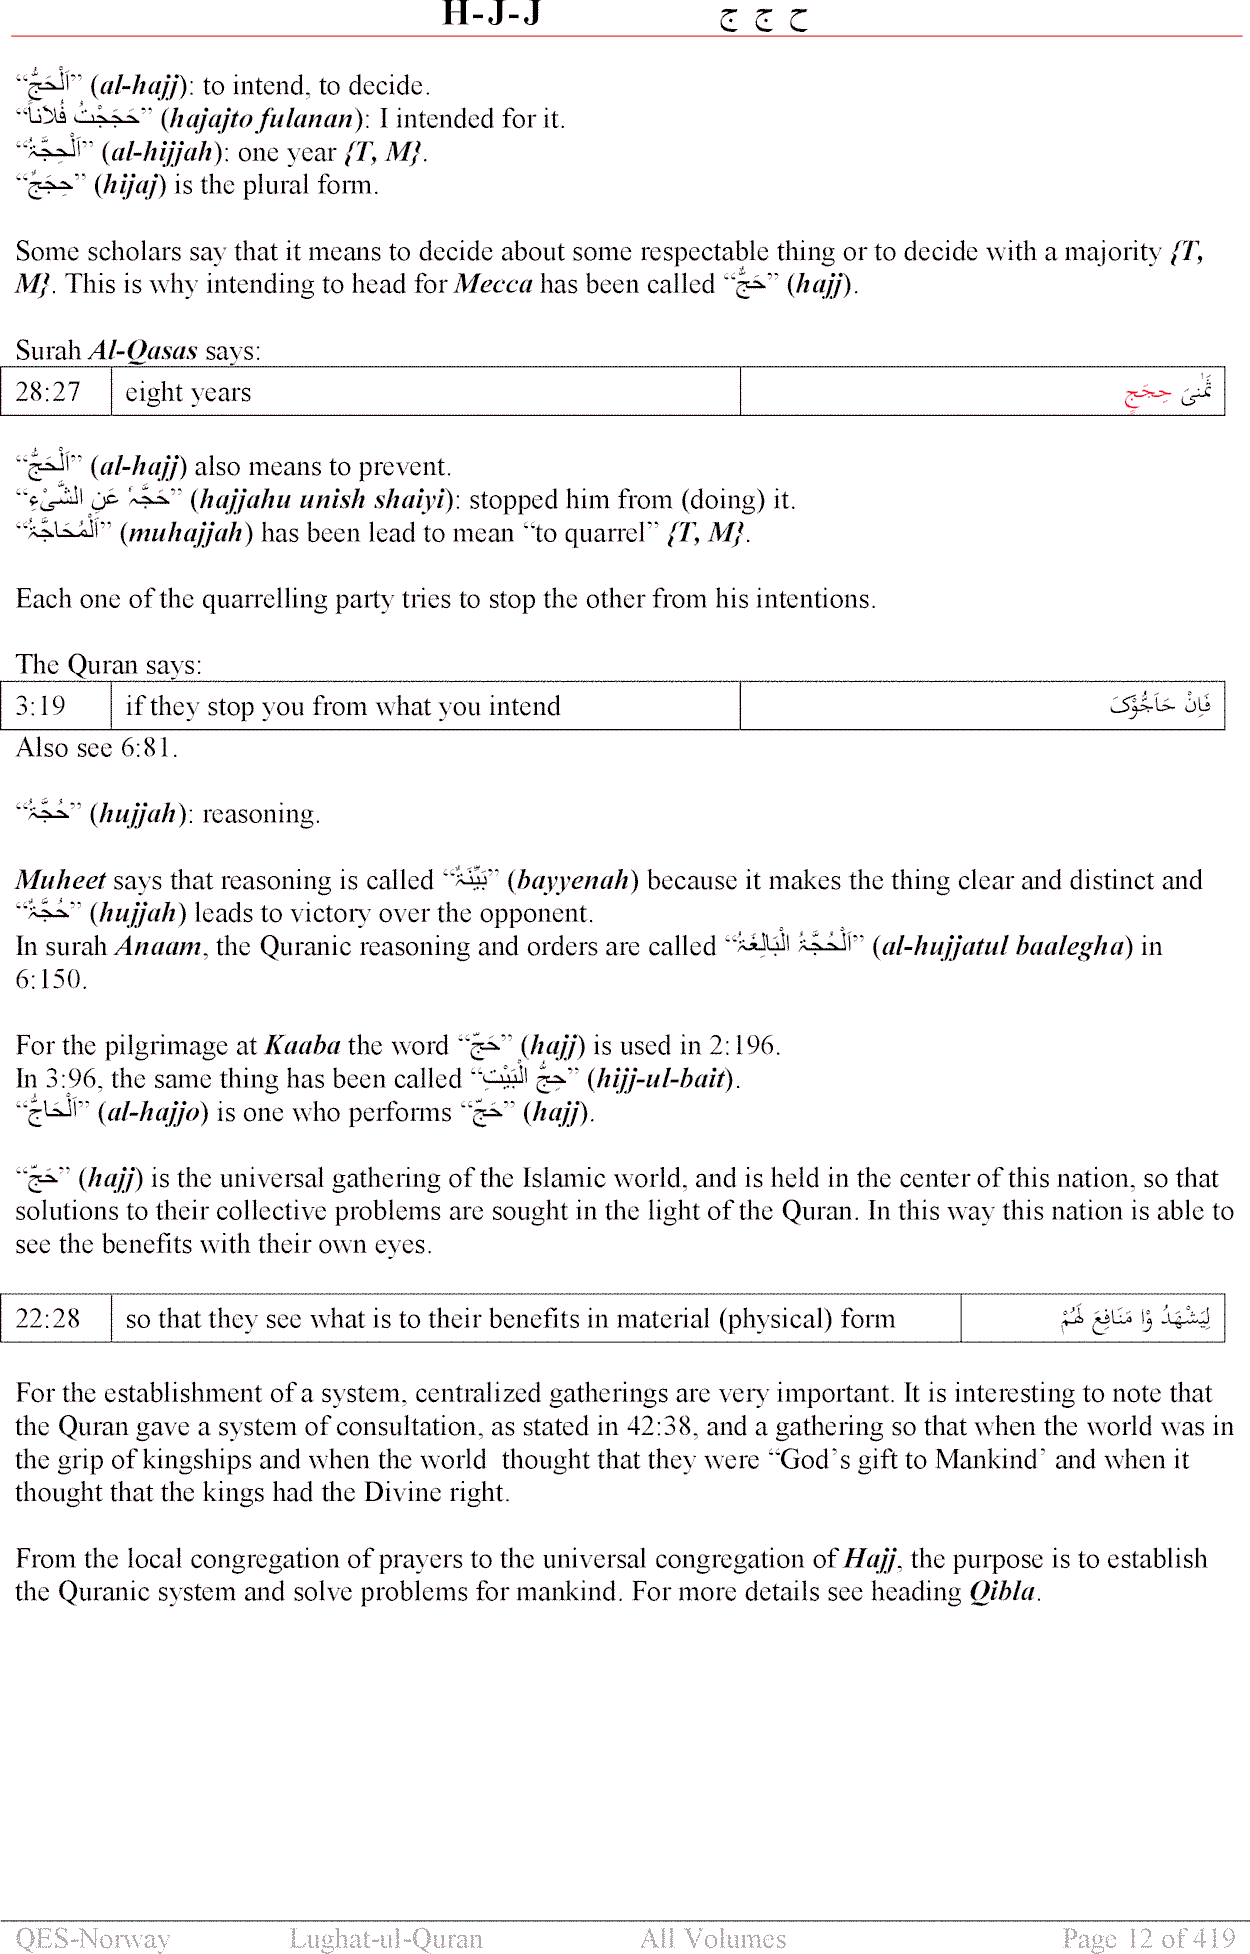 H-J-J ح ج ج
“اَلْحَجُّ” (al-hajj): to intend, to decide.
“حَجَجْتُ فُلَاناً” (hajajto fulanan): I intended for it.
“اَلْحِجَّۃُ” (al-hijjah): one year {T, M}.
“حِجَجٌ” (hijaj) is the plural form.
Some scholars say that it means to decide about some respectable thing or to decide with a majority {T,
M}. This is why intending to head for Mecca has been called “حَجٌّ” (hajj).
Surah Al-Qasas says:
28:27 eight years ثَمٰنِیَ حِجَجٍ
“اَلْحَجُّ” (al-hajj) also means to prevent.
“حَجَّہٗ عَنِ الشَّیْءِ” (hajjahu unish shaiyi): stopped him from (doing) it.
“اَلْمُحَاجَّۃُ” (muhajjah) has been lead to mean “to quarrel” {T, M}.
Each one of the quarrelling party tries to stop the other from his intentions.
The Quran says:
3:19 if they stop you from what you intend فَاِنْ حَاَجُّوْکَ
Also see 6:81.
“حُجَّۃٌ” (hujjah): reasoning.
Muheet says that reasoning is called “بَیِّنَۃٌ” (bayyenah) because it makes the thing clear and distinct and
“حُجَّۃٌ” (hujjah) leads to victory over the opponent.
In surah Anaam, the Quranic reasoning and orders are called “اَلْحُجَّۃُ الْبَالِغَۃُ” (al-hujjatul baalegha) in
6:150.
For the pilgrimage at Kaaba the word “حَجّ” (hajj) is used in 2:196.
In 3:96, the same thing has been called “حِجُّ الْبَیْتِ” (hijj-ul-bait).
“اَلْحَاجُّ” (al-hajjo) is one who performs “حَجّ” (hajj).
“حَجّ” (hajj) is the universal gathering of the Islamic world, and is held in the center of this nation, so that
solutions to their collective problems are sought in the light of the Quran. In this way this nation is able to
see the benefits with their own eyes.
22:28 so that they see what is to their benefits in material (physical) form لِیَشْھَدُ وْا مَنَافِعَ لَھُمْ
For the establishment of a system, centralized gatherings are very important. It is interesting to note that
the Quran gave a system of consultation, as stated in 42:38, and a gathering so that when the world was in
the grip of kingships and when the world thought that they were “God’s gift to Mankind’ and when it
thought that the kings had the Divine right.
From the local congregation of prayers to the universal congregation of Hajj, the purpose is to establish
the Quranic system and solve problems for mankind. For more details see heading Qibla.
QES-Norway Lughat-ul-Quran All Volumes Page 12 of 419